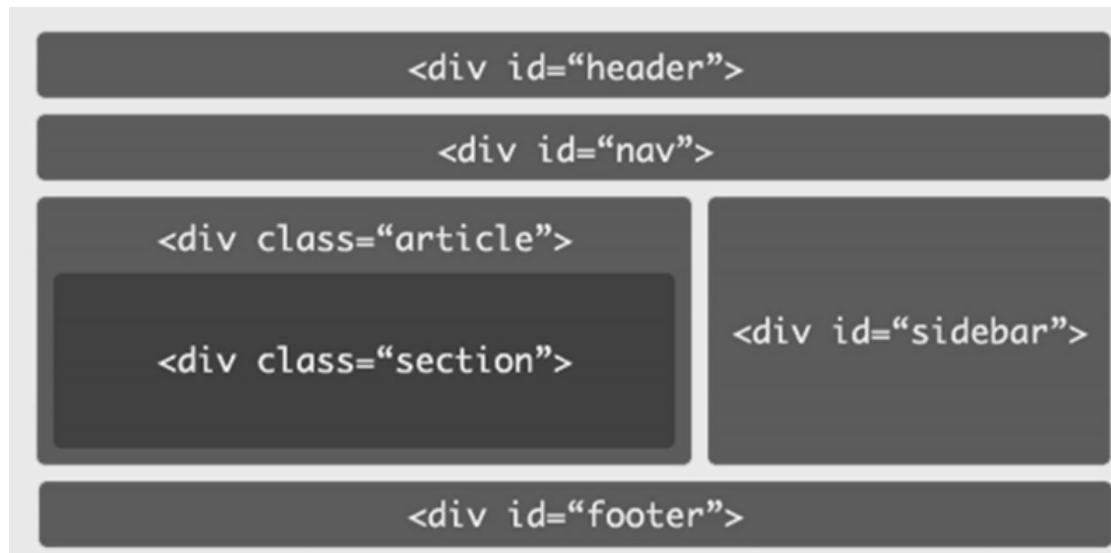 <div id=“header”>
<div id=“nav”>
<div class=“article”>
<div class=“section”>
<div id=“sidebar”>
<div id=“footer”>